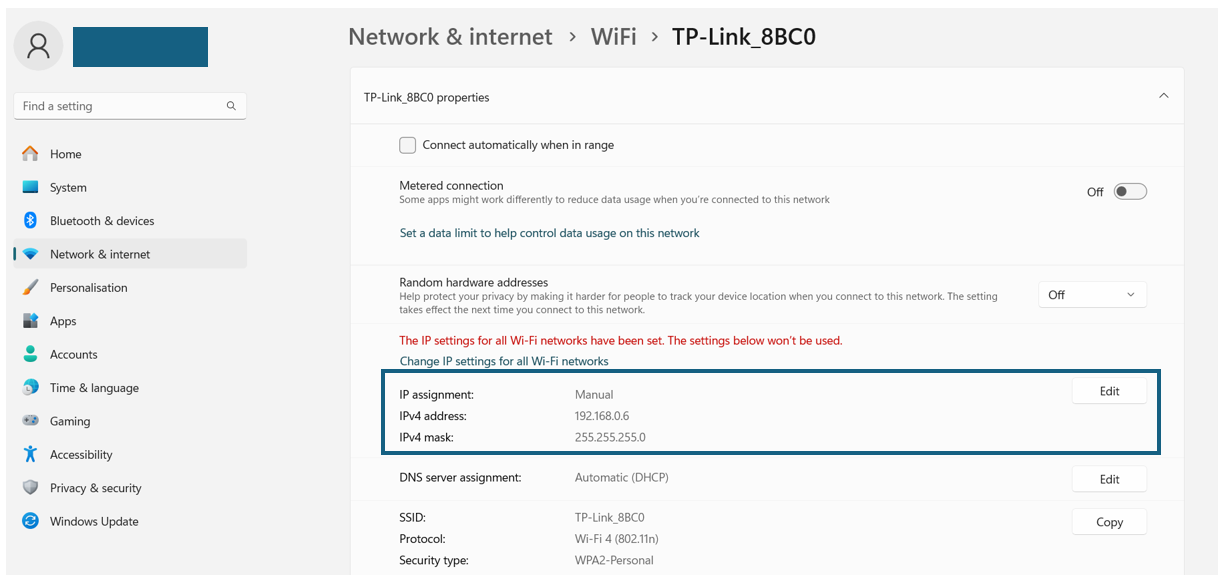 Network & internet > WiFi > TP-Link_8BC0
Find a setting
Home
System
Bluetooth & devices
Network & internet
Personalisation
Apps
Accounts
Time & language
Gaming
Accessibility
Privacy & security
Windows Update
TP-Link_8BC0 properties
Connect automatically when in range
Metered connection
Some apps might work differently to reduce data usage when you're connected to this network
Off
Set a data limit to help control data usage on this network
Random hardware addresses
Help protect your privacy by making it harder for people to track your device location when you connect to this network. The setting
takes effect the next time you connect to this network.
Off
The IP settings for all Wi-Fi networks have been set. The settings below won't be used.
Change IP settings for all Wi-Fi networks
IP assignment: Manual
Edit
IPv4 address: 192.168.0.6
IPv4 mask: 255.255.255.0
DNS server assignment: Automatic (DHCP)
Edit
SSID: TP-Link_8BC0
Copy
Protocol: Wi-Fi 4 (802.11n)
Security type: WPA2-Personal